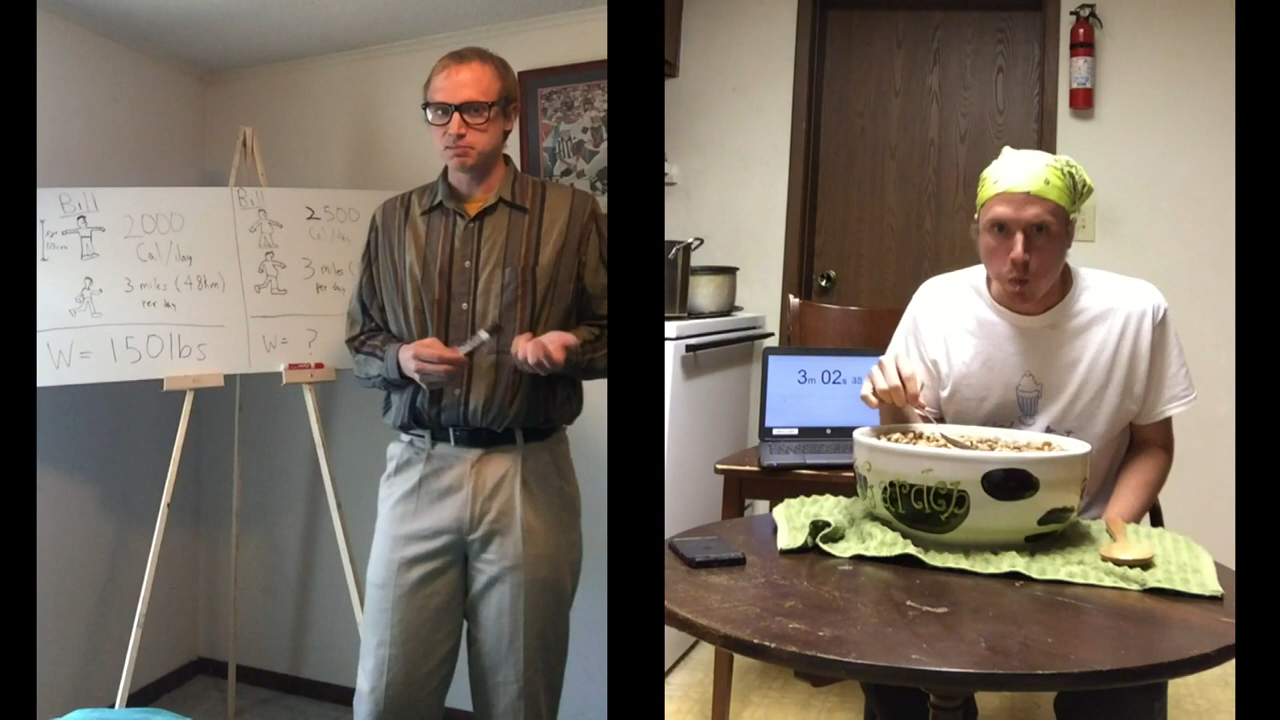 Bill
2000
Cal/day
3 miles (4.8km)
per day
W= 150lbs
Bill
2500
Cal/day
3 miles (
per day
W= ?
3m 02s
Garden